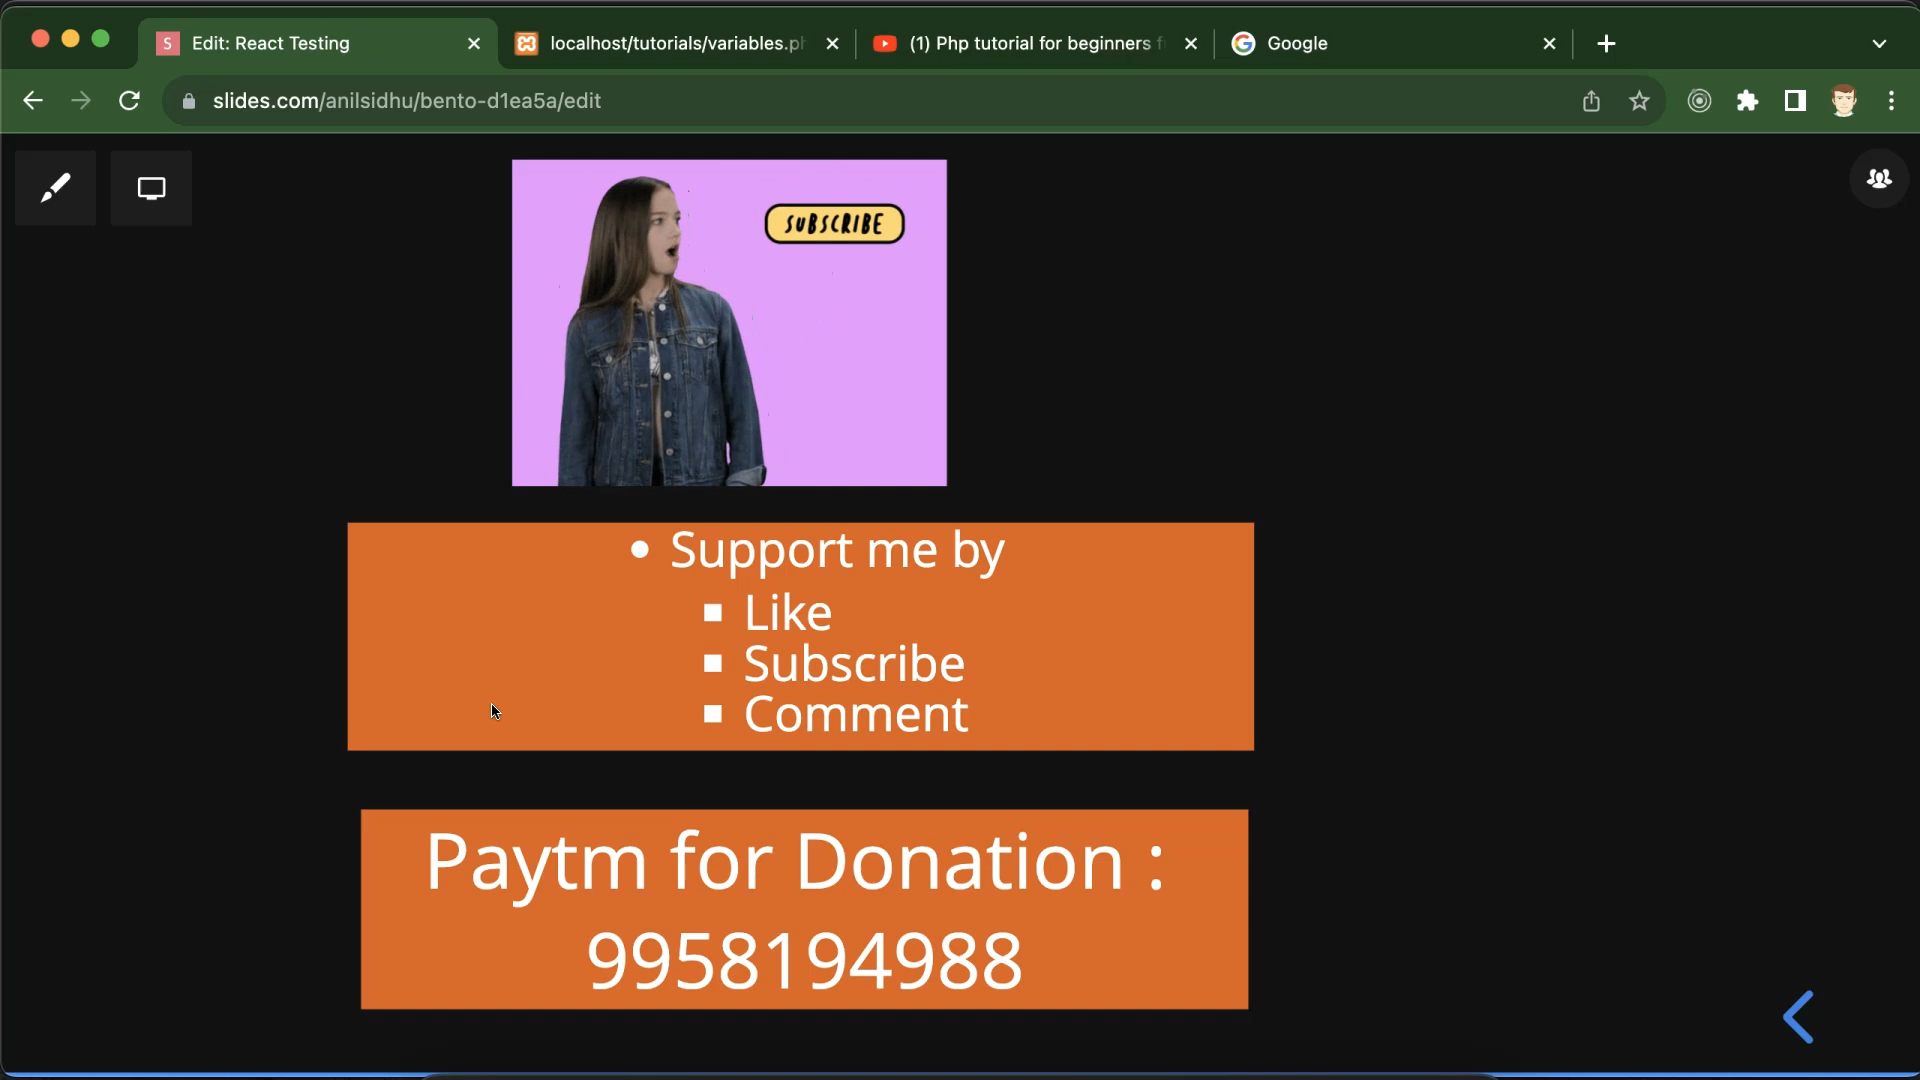 S Edit: React Testing
localhost/tutorials/variables.ph
(1) Php tutorial for beginners f
Google
slides.com/anilsidhu/bento-d1ea5a/edit
SUBSCRIBE
• Support me by
▪ Like
▪ Subscribe
▪ Comment
Paytm for Donation :
9958194988